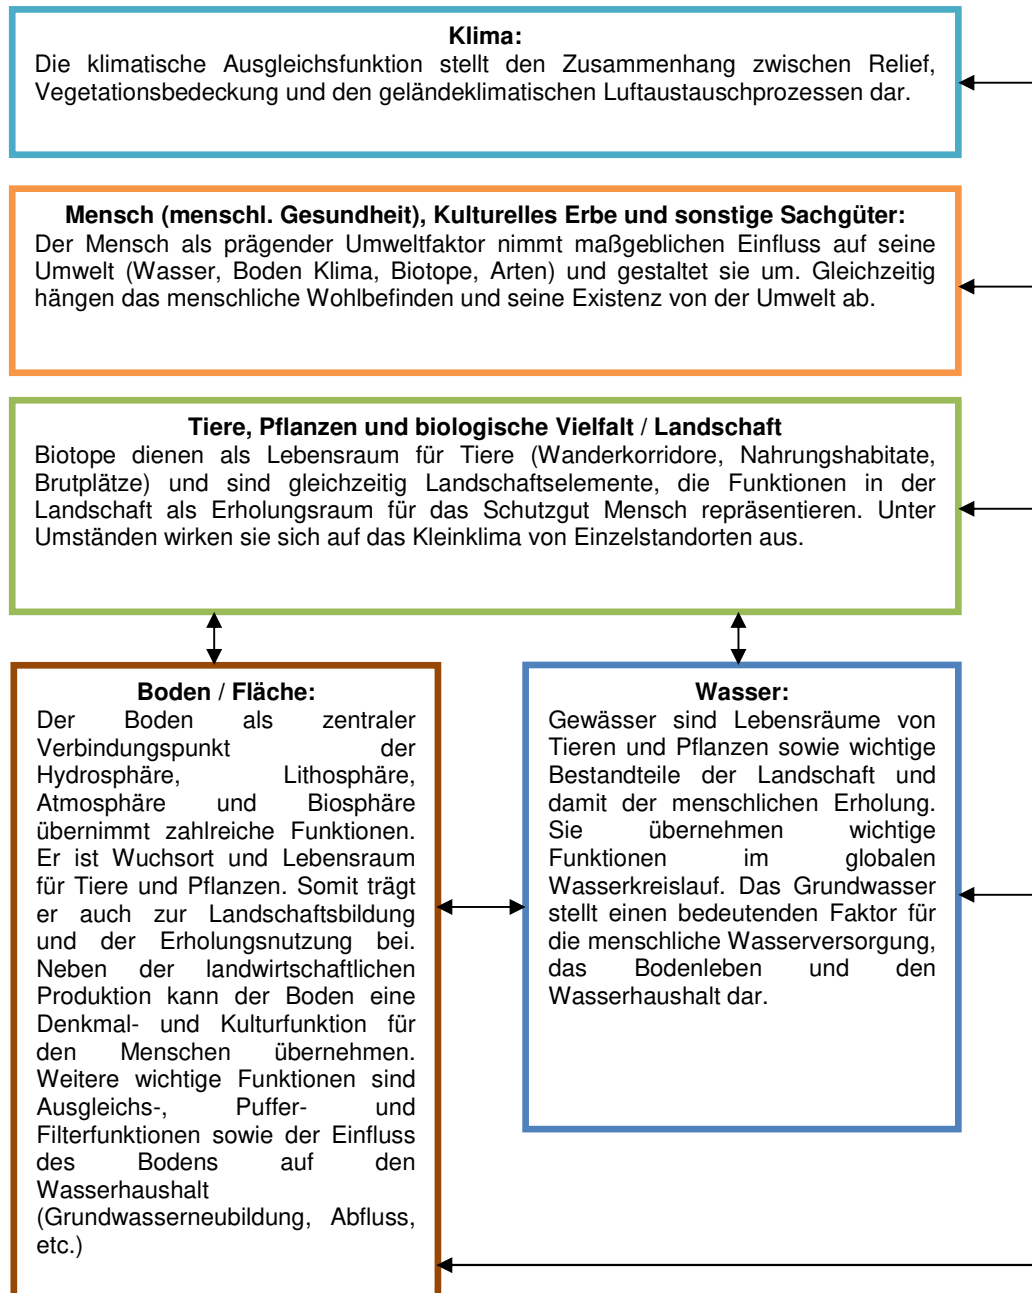 Klima:
Die klimatische Ausgleichsfunktion stellt den Zusammenhang zwischen Relief,
Vegetationsbedeckung und den geländeklimatischen Luftaustauschprozessen dar.
Mensch (menschl. Gesundheit), Kulturelles Erbe und sonstige Sachgüter:
Der Mensch als prägender Umweltfaktor nimmt maßgeblichen Einfluss auf seine
Umwelt (Wasser, Boden Klima, Biotope, Arten) und gestaltet sie um. Gleichzeitig
hängen das menschliche Wohlbefinden und seine Existenz von der Umwelt ab.
Tiere, Pflanzen und biologische Vielfalt / Landschaft
Biotope dienen als Lebensraum für Tiere (Wanderkorridore, Nahrungshabitate,
Brutplätze) und sind gleichzeitig Landschaftselemente, die Funktionen in der
Landschaft als Erholungsraum für das Schutzgut Mensch repräsentieren. Unter
Umständen wirken sie sich auf das Kleinklima von Einzelstandorten aus.
Boden / Fläche:
Der Boden als zentraler
Verbindungspunkt der
Hydrosphäre, Lithosphäre,
Atmosphäre und Biosphäre
übernimmt zahlreiche Funktionen.
Er ist Wuchsort und Lebensraum
für Tiere und Pflanzen. Somit trägt
er auch zur Landschaftsbildung
und der Erholungsnutzung bei.
Neben der landwirtschaftlichen
Produktion kann der Boden eine
Denkmal- und Kulturfunktion für
den Menschen übernehmen.
Weitere wichtige Funktionen sind
Ausgleichs-, Puffer- und
Filterfunktionen sowie der Einfluss
des Bodens auf den
Wasserhaushalt
(Grundwasserneubildung, Abfluss,
etc.)
Wasser:
Gewässer sind Lebensräume von
Tieren und Pflanzen sowie wichtige
Bestandteile der Landschaft und
damit der menschlichen Erholung.
Sie übernehmen wichtige
Funktionen im globalen
Wasserkreislauf. Das Grundwasser
stellt einen bedeutenden Faktor für
die menschliche Wasserversorgung,
das Bodenleben und den
Wasserhaushalt dar.